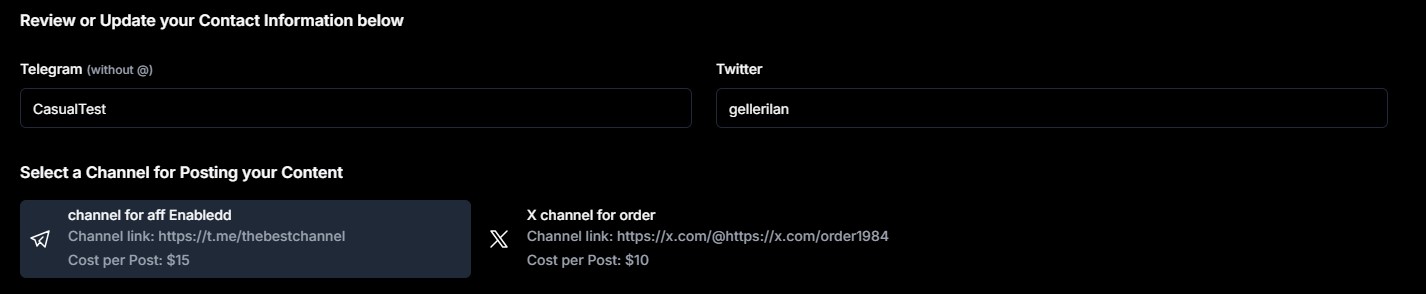 Review or Update your Contact Information below
Telegram (without @)
Twitter
CasualTest
gellerilan
Select a Channel for Posting your Content
channel for aff Enabledd
Channel link: https://t.me/thebestchannel
Cost per Post: $15
X channel for order
Channel link: https://x.com/@https://x.com/order1984
Cost per Post: $10